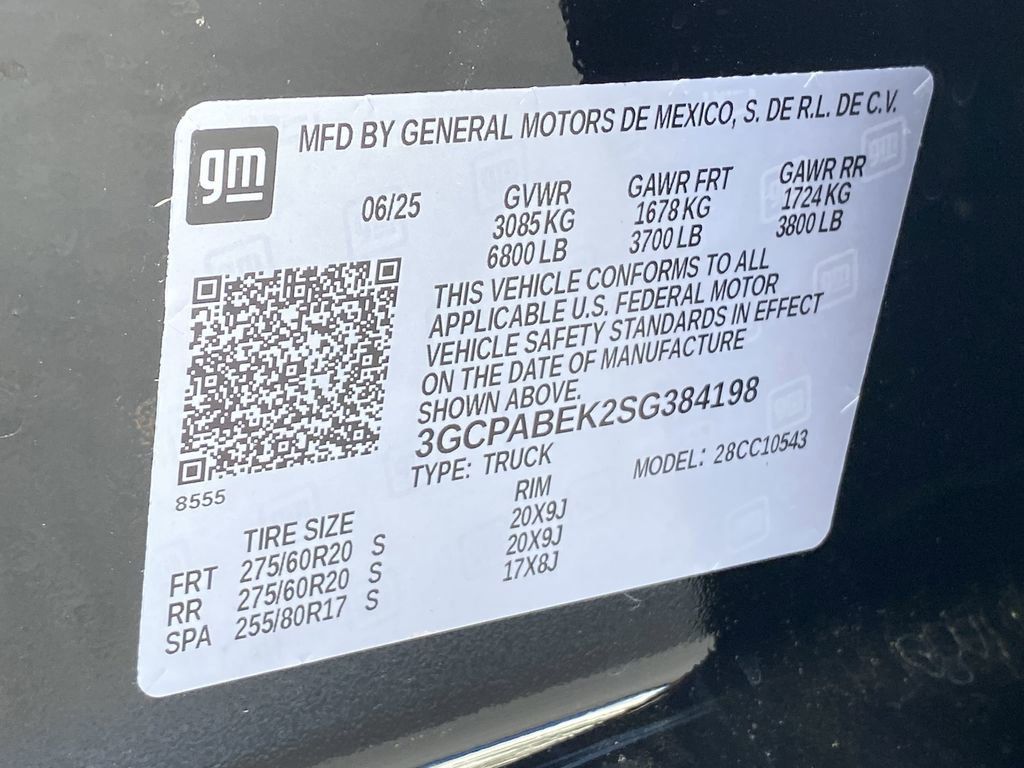 gm
MFD BY GENERAL MOTORS DE MEXICO, S. DE R.L. DE C.V.
06/25 GVWR GAWR FRT GAWR RR
3085 KG 1678 KG 1724 KG
6800 LB 3700 LB 3800 LB
THIS VEHICLE CONFORMS TO ALL
APPLICABLE U.S. FEDERAL MOTOR
VEHICLE SAFETY STANDARDS IN EFFECT
ON THE DATE OF MANUFACTURE
SHOWN ABOVE.
3GCPABEK2SG384198
TYPE: TRUCK MODEL: 28CC10543
8555
TIRE SIZE RIM
FRT 275/60R20 S 20X9J
RR 275/60R20 S 20X9J
SPA 255/80R17 S 17X8J